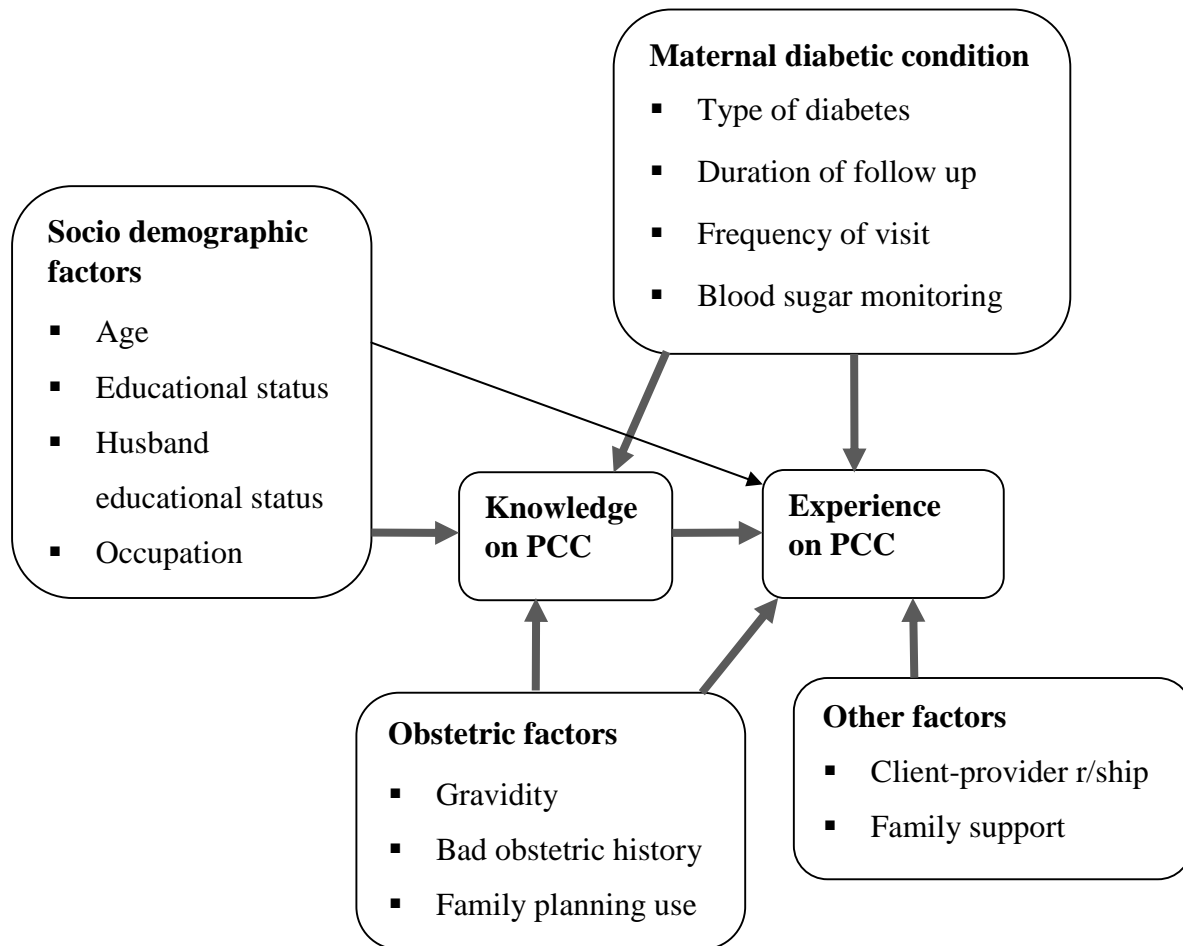 Maternal diabetic condition
▪ Type of diabetes
▪ Duration of follow up
▪ Frequency of visit
▪ Blood sugar monitoring
Socio demographic
factors
▪ Age
▪ Educational status
▪ Husband
educational status
▪ Occupation
Knowledge
on PCC
Experience
on PCC
Obstetric factors
▪ Gravidity
▪ Bad obstetric history
▪ Family planning use
Other factors
▪ Client-provider r/ship
▪ Family support